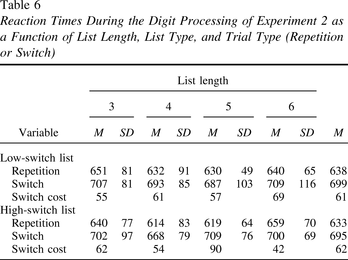 Table 6
Reaction Times During the Digit Processing of Experiment 2 as
a Function of List Length, List Type, and Trial Type (Repetition
or Switch)
List length
3 4 5 6
Variable M SD M SD M SD M SD M
Low-switch list
Repetition 651 81 632 91 630 49 640 65 638
Switch 707 81 693 85 687 103 709 116 699
Switch cost 55 61 57 69 61
High-switch list
Repetition 640 77 614 83 619 64 659 70 633
Switch 702 97 668 79 709 76 700 69 695
Switch cost 62 54 90 42 62